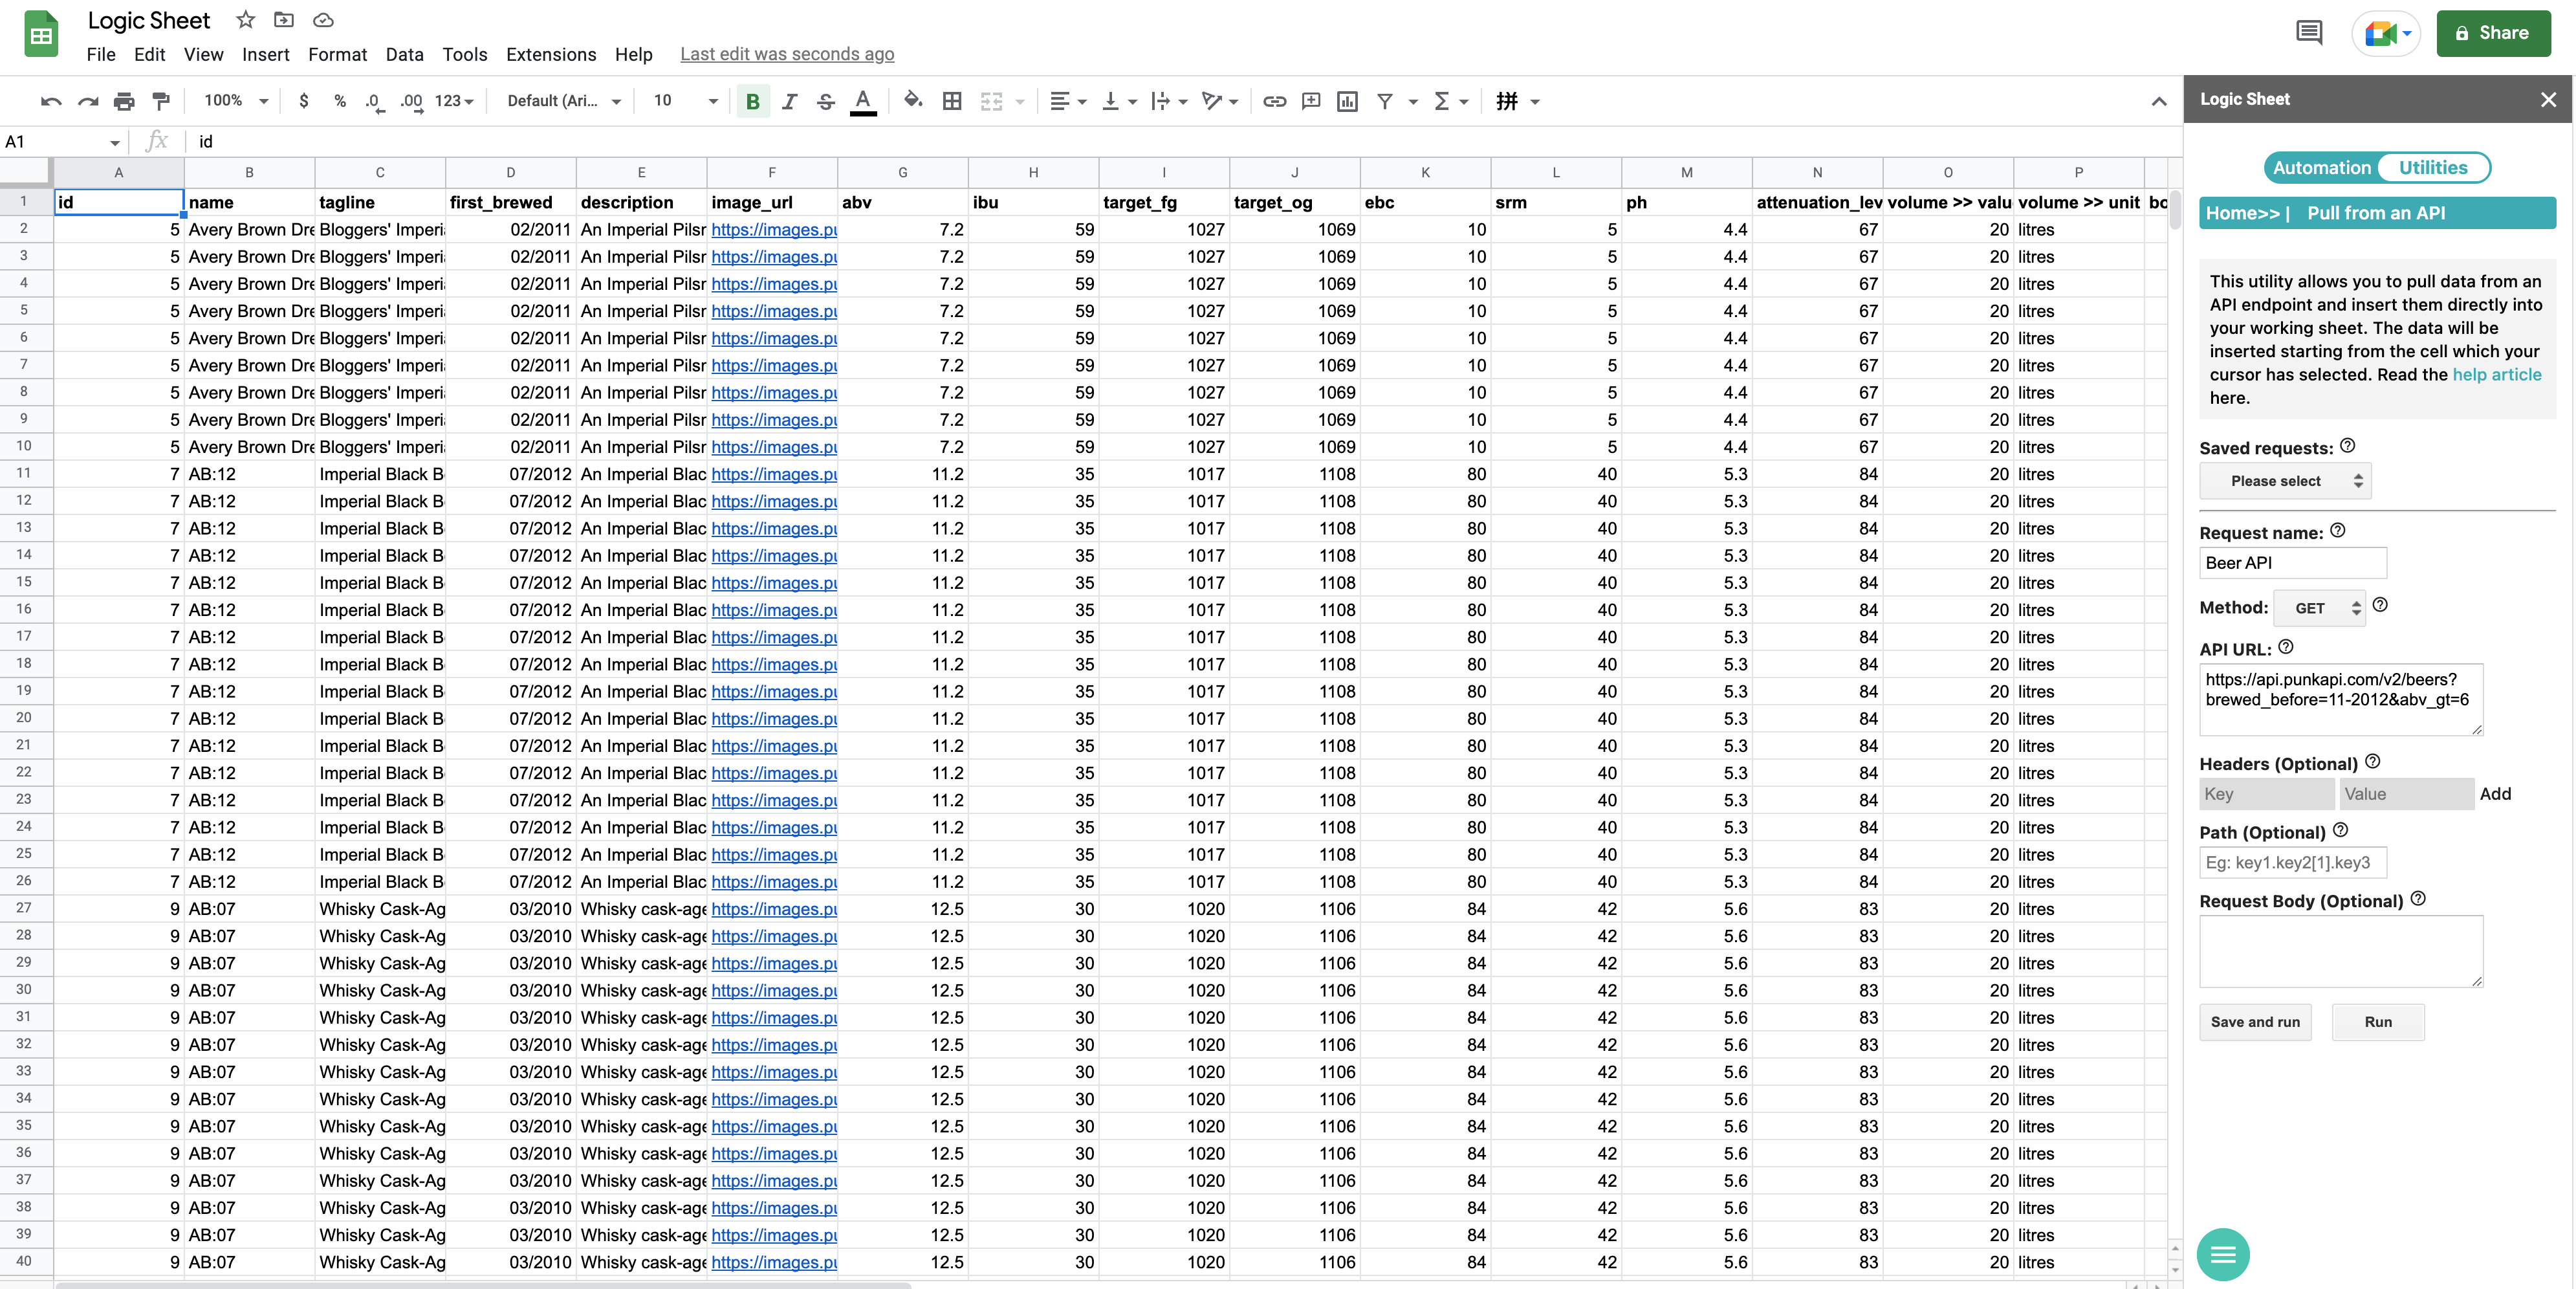 Logic Sheet
File Edit View Insert Format Data Tools Extensions Help Last edit was seconds ago
Share
100% $ % .0 .00 123 Default (Ari... 10 B I S A
A1 fx id
A B C D E F G H I J K L M N O P
1 id name tagline first_brewed description image_url abv ibu target_fg target_og ebc srm ph attenuation_lev volume >> valu volume >> unit bo
2 5 Avery Brown Dre Bloggers' Imperi 02/2011 An Imperial Pilsr https://images.pu 7.2 59 1027 1069 10 5 4.4 67 20 litres
3 5 Avery Brown Dre Bloggers' Imperi 02/2011 An Imperial Pilsr https://images.pu 7.2 59 1027 1069 10 5 4.4 67 20 litres
4 5 Avery Brown Dre Bloggers' Imperi 02/2011 An Imperial Pilsr https://images.pu 7.2 59 1027 1069 10 5 4.4 67 20 litres
5 5 Avery Brown Dre Bloggers' Imperi 02/2011 An Imperial Pilsr https://images.pu 7.2 59 1027 1069 10 5 4.4 67 20 litres
6 5 Avery Brown Dre Bloggers' Imperi 02/2011 An Imperial Pilsr https://images.pu 7.2 59 1027 1069 10 5 4.4 67 20 litres
7 5 Avery Brown Dre Bloggers' Imperi 02/2011 An Imperial Pilsr https://images.pu 7.2 59 1027 1069 10 5 4.4 67 20 litres
8 5 Avery Brown Dre Bloggers' Imperi 02/2011 An Imperial Pilsr https://images.pu 7.2 59 1027 1069 10 5 4.4 67 20 litres
9 5 Avery Brown Dre Bloggers' Imperi 02/2011 An Imperial Pilsr https://images.pu 7.2 59 1027 1069 10 5 4.4 67 20 litres
10 5 Avery Brown Dre Bloggers' Imperi 02/2011 An Imperial Pilsr https://images.pu 7.2 59 1027 1069 10 5 4.4 67 20 litres
11 7 AB:12 Imperial Black B 07/2012 An Imperial Blac https://images.pu 11.2 35 1017 1108 80 40 5.3 84 20 litres
12 7 AB:12 Imperial Black B 07/2012 An Imperial Blac https://images.pu 11.2 35 1017 1108 80 40 5.3 84 20 litres
13 7 AB:12 Imperial Black B 07/2012 An Imperial Blac https://images.pu 11.2 35 1017 1108 80 40 5.3 84 20 litres
14 7 AB:12 Imperial Black B 07/2012 An Imperial Blac https://images.pu 11.2 35 1017 1108 80 40 5.3 84 20 litres
15 7 AB:12 Imperial Black B 07/2012 An Imperial Blac https://images.pu 11.2 35 1017 1108 80 40 5.3 84 20 litres
16 7 AB:12 Imperial Black B 07/2012 An Imperial Blac https://images.pu 11.2 35 1017 1108 80 40 5.3 84 20 litres
17 7 AB:12 Imperial Black B 07/2012 An Imperial Blac https://images.pu 11.2 35 1017 1108 80 40 5.3 84 20 litres
18 7 AB:12 Imperial Black B 07/2012 An Imperial Blac https://images.pu 11.2 35 1017 1108 80 40 5.3 84 20 litres
19 7 AB:12 Imperial Black B 07/2012 An Imperial Blac https://images.pu 11.2 35 1017 1108 80 40 5.3 84 20 litres
20 7 AB:12 Imperial Black B 07/2012 An Imperial Blac https://images.pu 11.2 35 1017 1108 80 40 5.3 84 20 litres
21 7 AB:12 Imperial Black B 07/2012 An Imperial Blac https://images.pu 11.2 35 1017 1108 80 40 5.3 84 20 litres
22 7 AB:12 Imperial Black B 07/2012 An Imperial Blac https://images.pu 11.2 35 1017 1108 80 40 5.3 84 20 litres
23 7 AB:12 Imperial Black B 07/2012 An Imperial Blac https://images.pu 11.2 35 1017 1108 80 40 5.3 84 20 litres
24 7 AB:12 Imperial Black B 07/2012 An Imperial Blac https://images.pu 11.2 35 1017 1108 80 40 5.3 84 20 litres
25 7 AB:12 Imperial Black B 07/2012 An Imperial Blac https://images.pu 11.2 35 1017 1108 80 40 5.3 84 20 litres
26 7 AB:12 Imperial Black B 07/2012 An Imperial Blac https://images.pu 11.2 35 1017 1108 80 40 5.3 84 20 litres
27 9 AB:07 Whisky Cask-Ag 03/2010 Whisky cask-age https://images.pu 12.5 30 1020 1106 84 42 5.6 83 20 litres
28 9 AB:07 Whisky Cask-Ag 03/2010 Whisky cask-age https://images.pu 12.5 30 1020 1106 84 42 5.6 83 20 litres
29 9 AB:07 Whisky Cask-Ag 03/2010 Whisky cask-age https://images.pu 12.5 30 1020 1106 84 42 5.6 83 20 litres
30 9 AB:07 Whisky Cask-Ag 03/2010 Whisky cask-age https://images.pu 12.5 30 1020 1106 84 42 5.6 83 20 litres
31 9 AB:07 Whisky Cask-Ag 03/2010 Whisky cask-age https://images.pu 12.5 30 1020 1106 84 42 5.6 83 20 litres
32 9 AB:07 Whisky Cask-Ag 03/2010 Whisky cask-age https://images.pu 12.5 30 1020 1106 84 42 5.6 83 20 litres
33 9 AB:07 Whisky Cask-Ag 03/2010 Whisky cask-age https://images.pu 12.5 30 1020 1106 84 42 5.6 83 20 litres
34 9 AB:07 Whisky Cask-Ag 03/2010 Whisky cask-age https://images.pu 12.5 30 1020 1106 84 42 5.6 83 20 litres
35 9 AB:07 Whisky Cask-Ag 03/2010 Whisky cask-age https://images.pu 12.5 30 1020 1106 84 42 5.6 83 20 litres
36 9 AB:07 Whisky Cask-Ag 03/2010 Whisky cask-age https://images.pu 12.5 30 1020 1106 84 42 5.6 83 20 litres
37 9 AB:07 Whisky Cask-Ag 03/2010 Whisky cask-age https://images.pu 12.5 30 1020 1106 84 42 5.6 83 20 litres
38 9 AB:07 Whisky Cask-Ag 03/2010 Whisky cask-age https://images.pu 12.5 30 1020 1106 84 42 5.6 83 20 litres
39 9 AB:07 Whisky Cask-Ag 03/2010 Whisky cask-age https://images.pu 12.5 30 1020 1106 84 42 5.6 83 20 litres
40 9 AB:07 Whisky Cask-Ag 03/2010 Whisky cask-age https://images.pu 12.5 30 1020 1106 84 42 5.6 83 20 litres
Logic Sheet
Automation Utilities
Home>> | Pull from an API
This utility allows you to pull data from an
API endpoint and insert them directly into
your working sheet. The data will be
inserted starting from the cell which your
cursor has selected. Read the help article
here.
Saved requests:
Please select
Request name:
Beer API
Method: GET
API URL:
https://api.punkapi.com/v2/beers?
brewed_before=11-2012&abv_gt=6
Headers (Optional)
Key Value Add
Path (Optional)
Eg: key1.key2[1].key3
Request Body (Optional)
Save and run Run